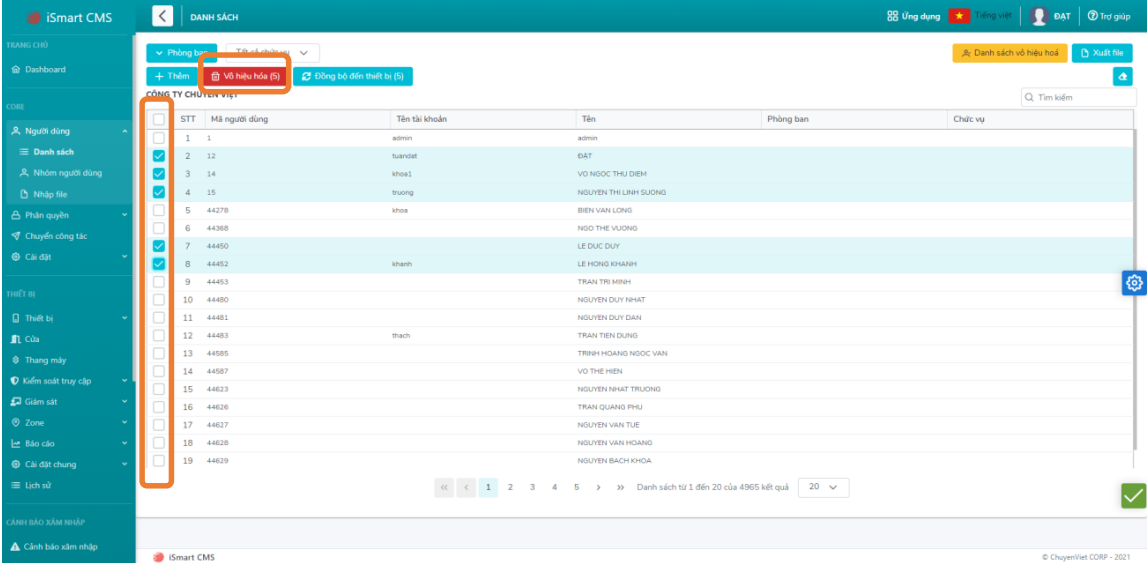 iSmart CMS
DANH SÁCH
Ứng dụng
Tiếng việt
ĐẠT
Trợ giúp
TRANG CHỦ
Dashboard
CORE
Người dùng
Danh sách
Nhóm người dùng
Nhập file
Phân quyền
Chuyển công tác
Cài đặt
THIẾT BỊ
Thiết bị
Cửa
Thang máy
Kiểm soát truy cập
Giám sát
Zone
Báo cáo
Cài đặt chung
Lịch sử
CẢNH BÁO XÂM NHẬP
Cảnh báo xâm nhập
Phòng ban
Tất cả chức vụ
Danh sách vô hiệu hoá
Xuất file
Thêm
Vô hiệu hóa (5)
Đồng bộ đến thiết bị (5)
CÔNG TY CHUYÊN VIỆT
Tìm kiếm
STT Mã người dùng Tên tài khoản Tên Phòng ban Chức vụ
1 1 admin admin
2 12 tuandat ĐẠT
3 14 khoa1 VO NGOC THU DIEM
4 15 truong NGUYEN THI LINH SUONG
5 44278 khoa BIEN VAN LONG
6 44368 NGO THE VUONG
7 44450 LE DUC DUY
8 44452 khanh LE HONG KHANH
9 44453 TRAN TRI MINH
10 44480 NGUYEN DUY NHAT
11 44481 NGUYEN DUY DAN
12 44483 thach TRAN TIEN DUNG
13 44585 TRINH HOANG NGOC VAN
14 44587 VO THE HIEN
15 44623 NGUYEN NHAT TRUONG
16 44626 TRAN QUANG PHU
17 44627 NGUYEN VAN TUE
18 44628 NGUYEN VAN HOANG
19 44629 NGUYEN BACH KHOA
1 2 3 4 5 Danh sách từ 1 đến 20 của 4965 kết quả 20
iSmart CMS
© ChuyenViet CORP - 2021